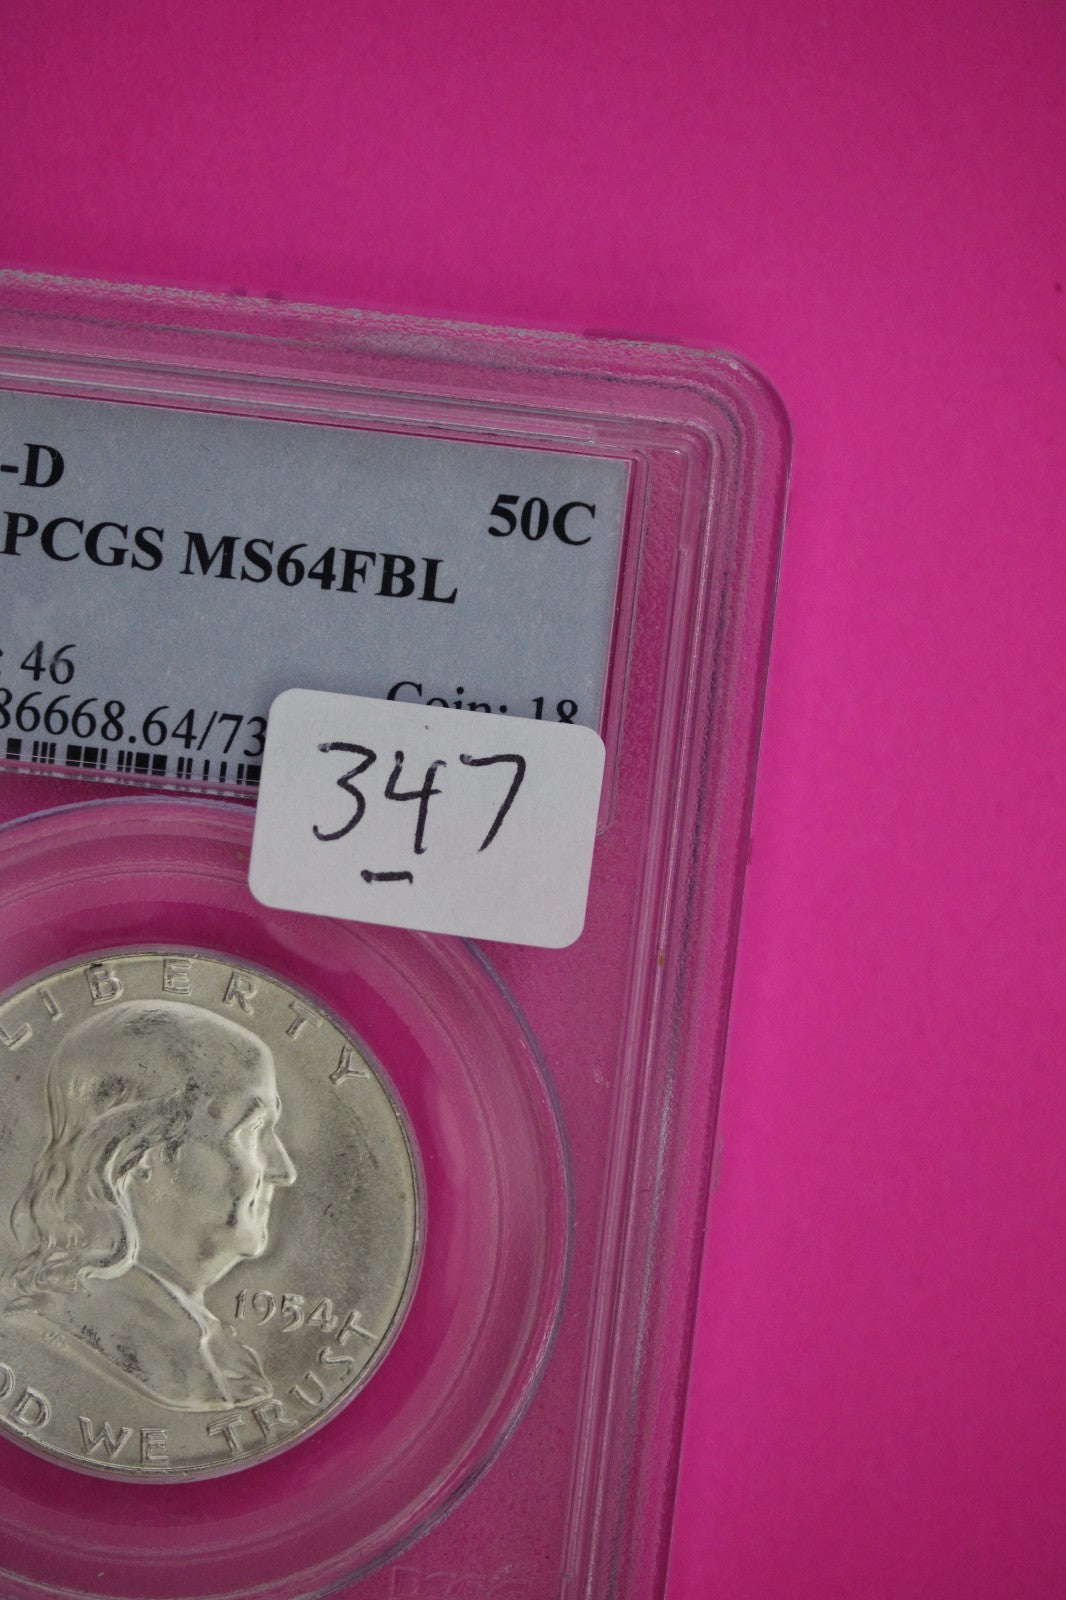 -D
50C
PCGS MS64FBL
: 46
Coin: 18
86668.64/73
347
LIBERTY
1954
OD WE TRUST